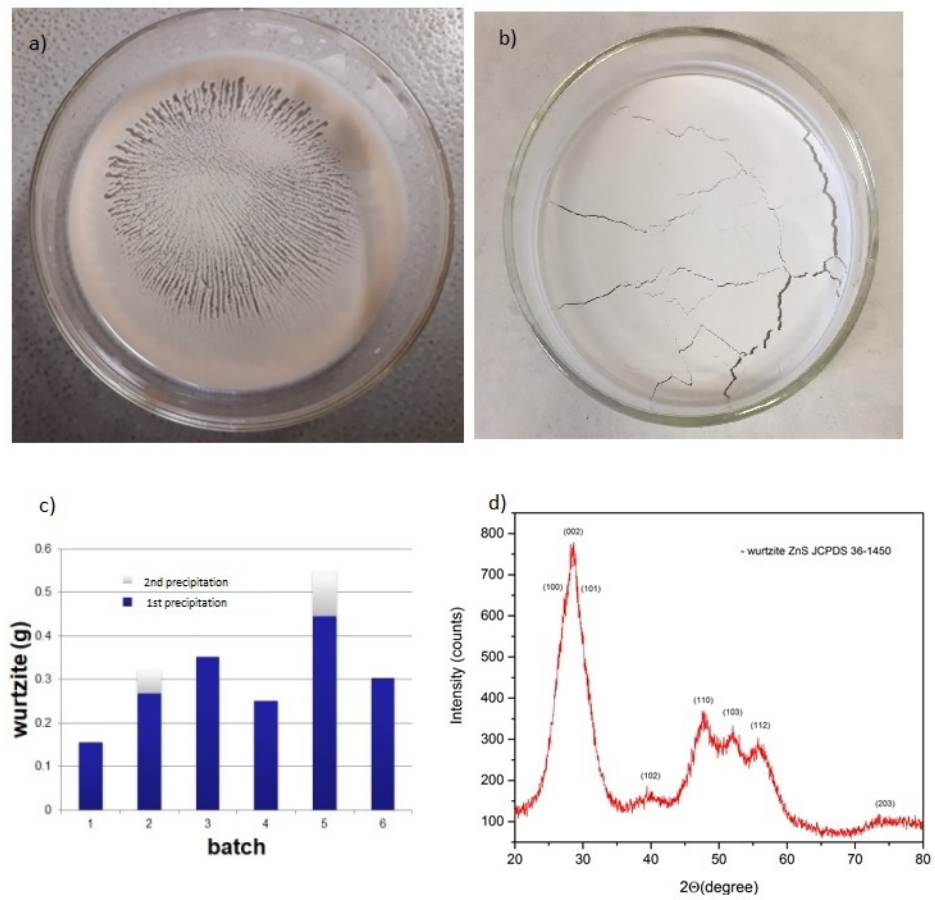 a)
b)
c)
wurtzite (g)
0.6
0.5
0.4
0.3
0.2
0.1
0
2nd precipitation
1st precipitation
1 2 3 4 5 6
batch
d)
Intensity (counts)
800
700
600
500
400
300
200
100
(002)
- wurtzite ZnS JCPDS 36-1450
(100) (101)
(110)
(103)
(112)
(102)
(203)
20 30 40 50 60 70 80
2Θ(degree)